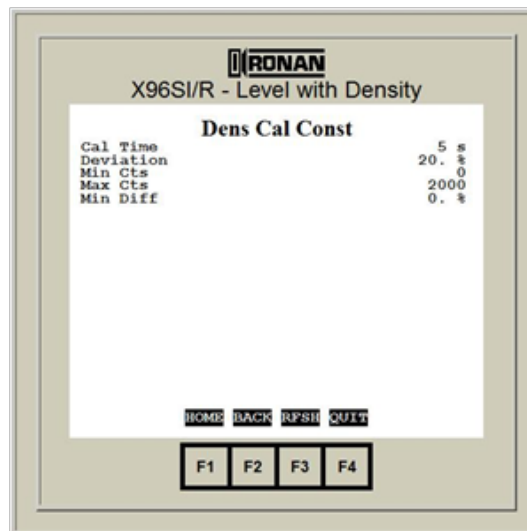 RONAN
X96SI/R - Level with Density
Dens Cal Const
Cal Time 5 s
Deviation 20. %
Min Cts 0
Max Cts 2000
Min Diff 0. %
HOME BACK RFSH QUIT
F1 F2 F3 F4